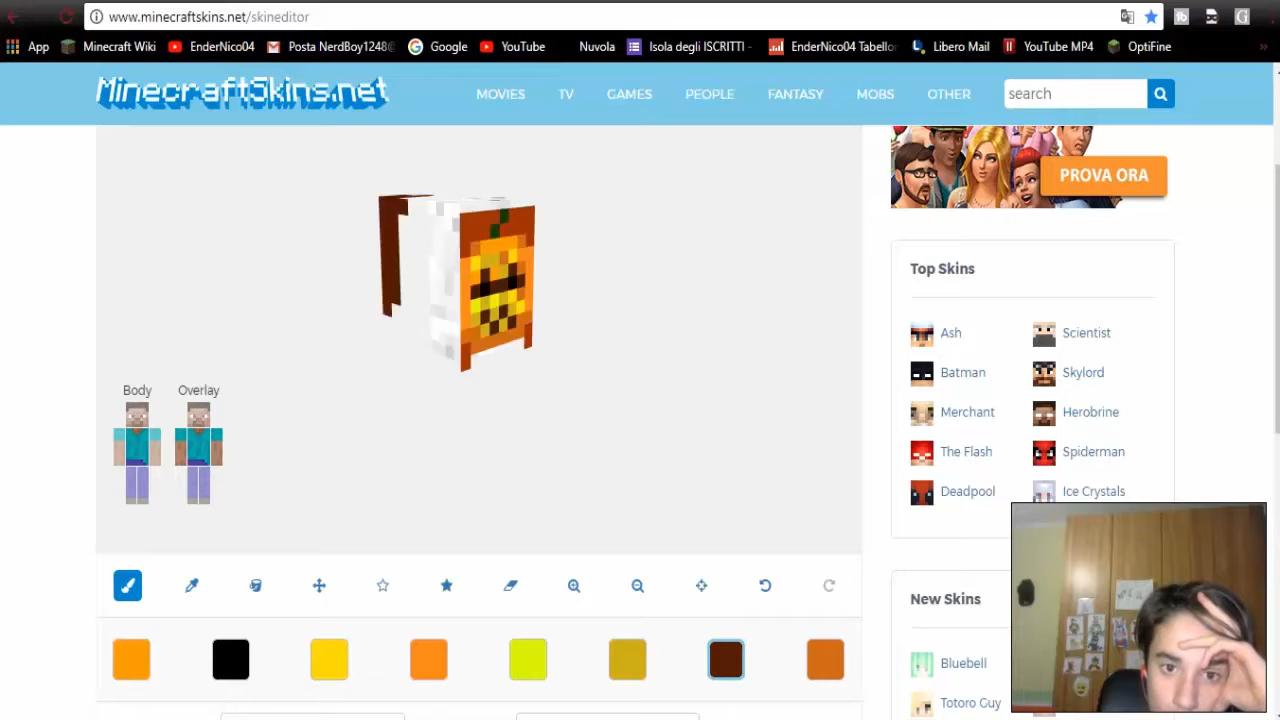 www.minecraftskins.net/skineditor
App
Minecraft Wiki
EnderNico04
Posta NerdBoy1248@
Google
YouTube
Nuvola
Isola degli ISCRITTI -
EnderNico04 Tabellor
Libero Mail
YouTube MP4
OptiFine
»
MinecraftSkins.net
MOVIES
TV
GAMES
PEOPLE
FANTASY
MOBS
OTHER
search
PROVA ORA
Top Skins
Ash
Scientist
Batman
Skylord
Merchant
Herobrine
The Flash
Spiderman
Deadpool
Ice Crystals
Body
Overlay
New Skins
Bluebell
Totoro Guy